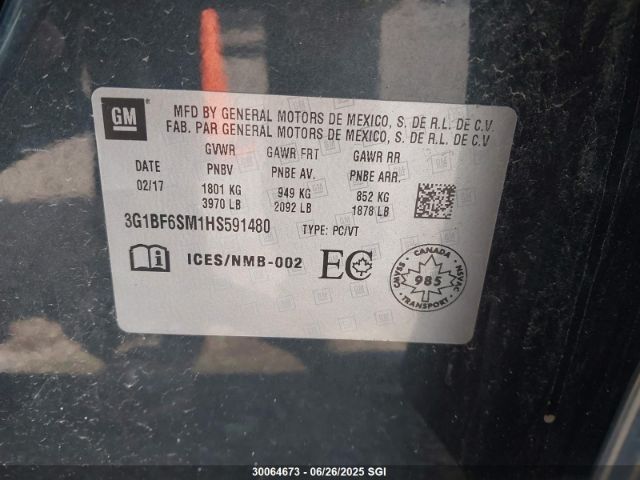 GM
MFD BY GENERAL MOTORS DE MEXICO, S. DE R.L. DE C.V.
FAB. PAR GENERAL MOTORS DE MEXICO, S. DE R.L. DE C.V
GVWR GAWR FRT GAWR RR
DATE PNBV PNBE AV. PNBE ARR.
02/17 1801 KG 949 KG 852 KG
3970 LB 2092 LB 1878 LB
3G1BF6SM1HS591480 TYPE: PC/VT
i ICES/NMB-002 EC
CANADA
CMVSS 985 NSVAC
TRANSPORT
30064673 | 06/26/2025 SGI